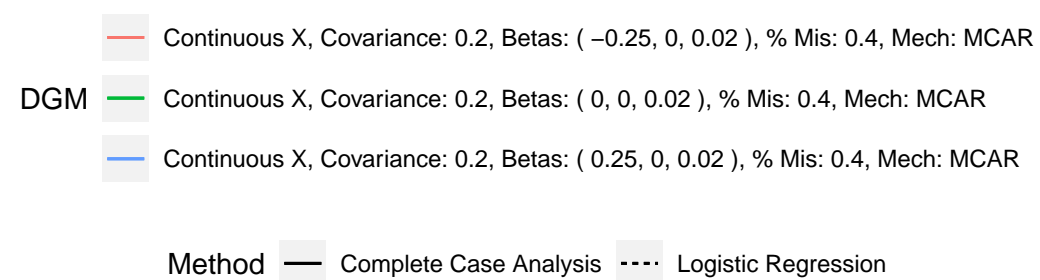 Continuous X, Covariance: 0.2, Betas: ( −0.25, 0, 0.02 ), % Mis: 0.4, Mech: MCAR
DGM
Continuous X, Covariance: 0.2, Betas: ( 0, 0, 0.02 ), % Mis: 0.4, Mech: MCAR
Continuous X, Covariance: 0.2, Betas: ( 0.25, 0, 0.02 ), % Mis: 0.4, Mech: MCAR
Method Complete Case Analysis Logistic Regression